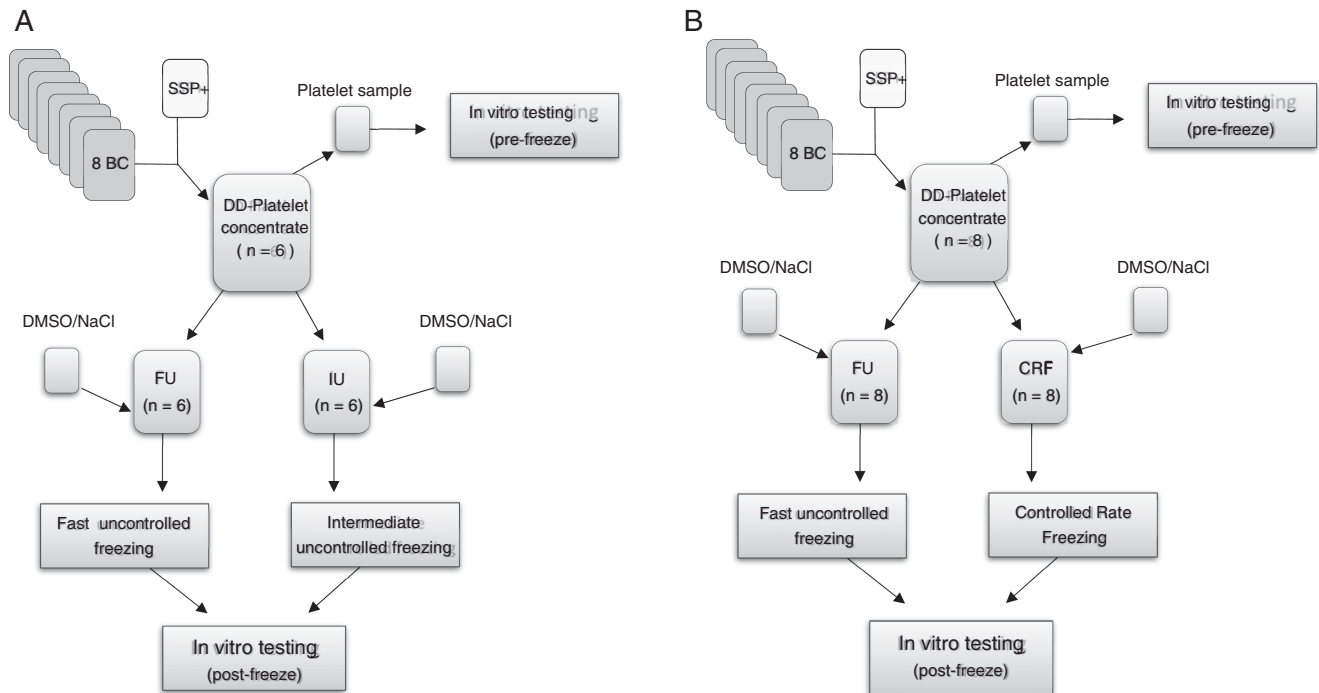 A
SSP+
Platelet sample
In vitro testing
(pre-freeze)
8 BC
DD-Platelet
concentrate
( n = 6 )
DMSO/NaCl
DMSO/NaCl
FU
(n = 6)
IU
(n = 6)
Fast uncontrolled
freezing
Intermediate
uncontrolled freezing
In vitro testing
(post-freeze)
B
SSP+
Platelet sample
In vitro testing
(pre-freeze)
8 BC
DD-Platelet
concentrate
( n = 8 )
DMSO/NaCl
DMSO/NaCl
FU
(n = 8)
CRF
(n = 8)
Fast uncontrolled
freezing
Controlled Rate
Freezing
In vitro testing
(post-freeze)